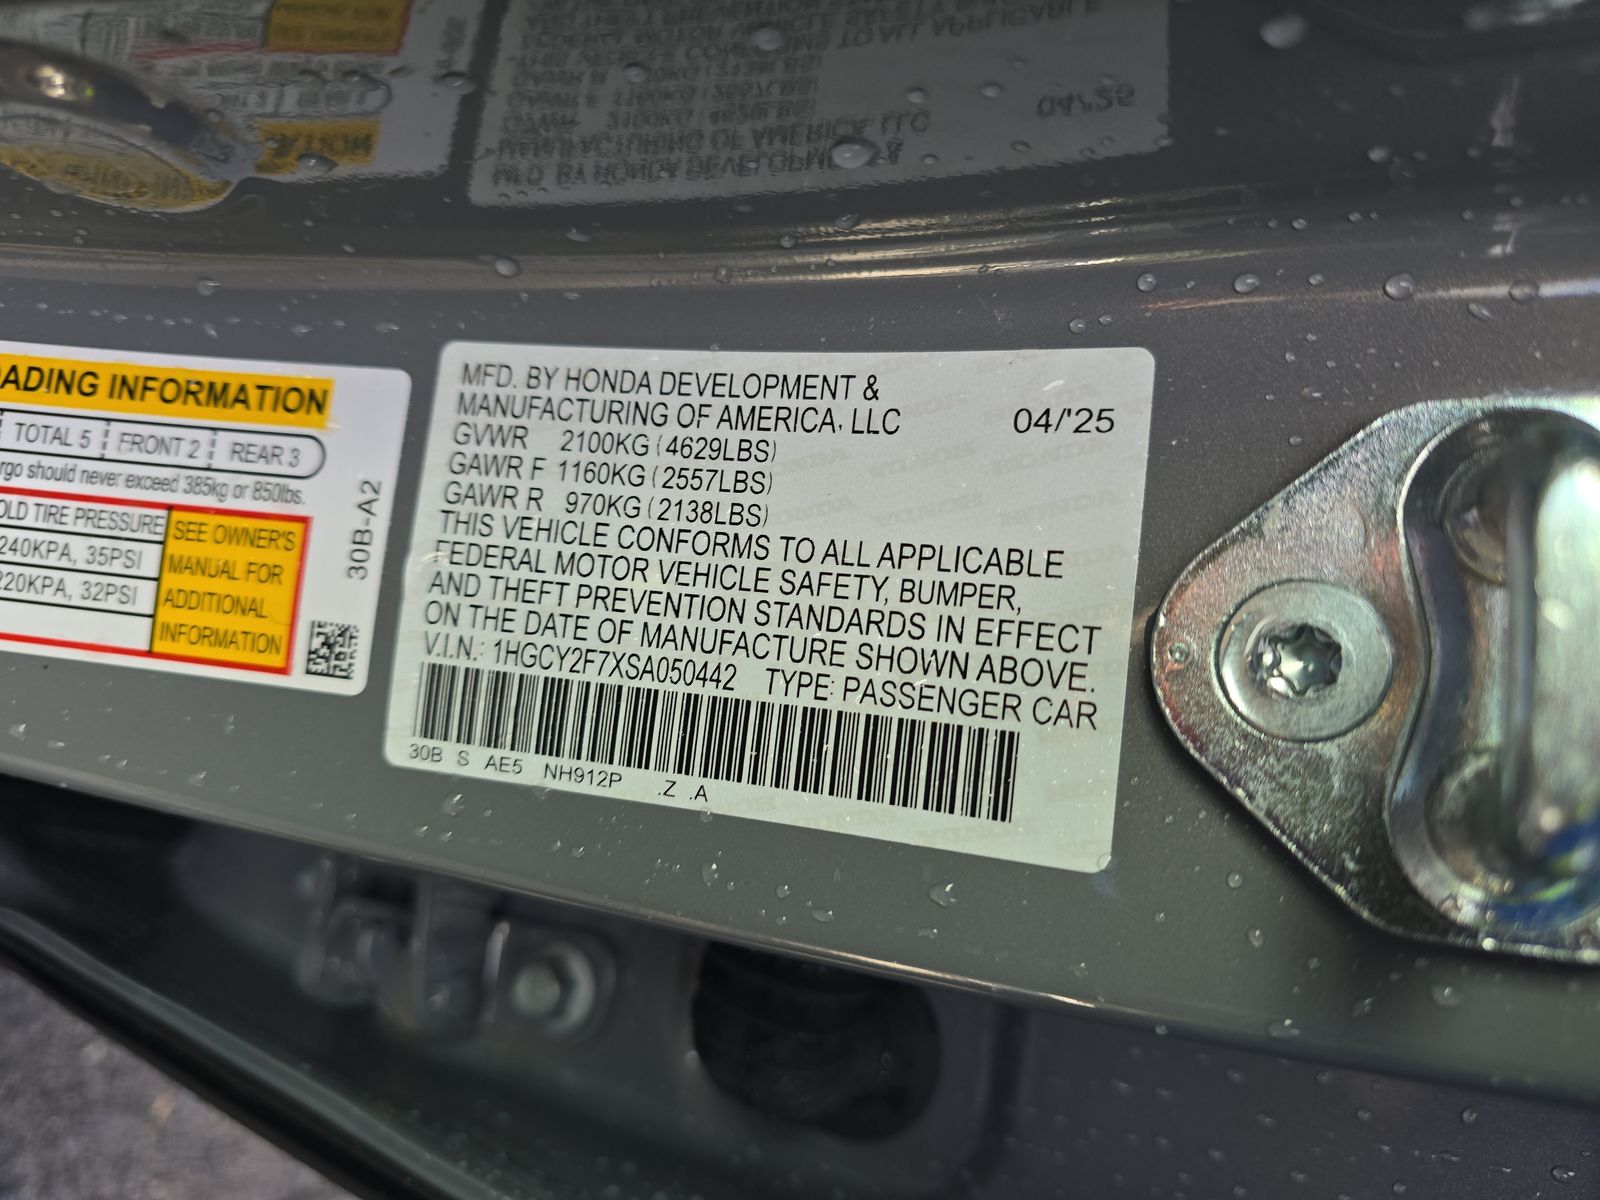 ADING INFORMATION
TOTAL 5 FRONT 2 REAR 3
rgo should never exceed 385kg or 850lbs.
OLD TIRE PRESSURE
240KPA, 35PSI
220KPA, 32PSI
SEE OWNER'S
MANUAL FOR
ADDITIONAL
INFORMATION
30B-A2
MFD. BY HONDA DEVELOPMENT &
MANUFACTURING OF AMERICA, LLC 04/'25
GVWR 2100KG (4629LBS)
GAWR F 1160KG (2557LBS)
GAWR R 970KG (2138LBS)
THIS VEHICLE CONFORMS TO ALL APPLICABLE
FEDERAL MOTOR VEHICLE SAFETY, BUMPER,
AND THEFT PREVENTION STANDARDS IN EFFECT
ON THE DATE OF MANUFACTURE SHOWN ABOVE.
V.I.N.: 1HGCY2F7XSA050442 TYPE: PASSENGER CAR
30B S AE5 NH912P .Z .A